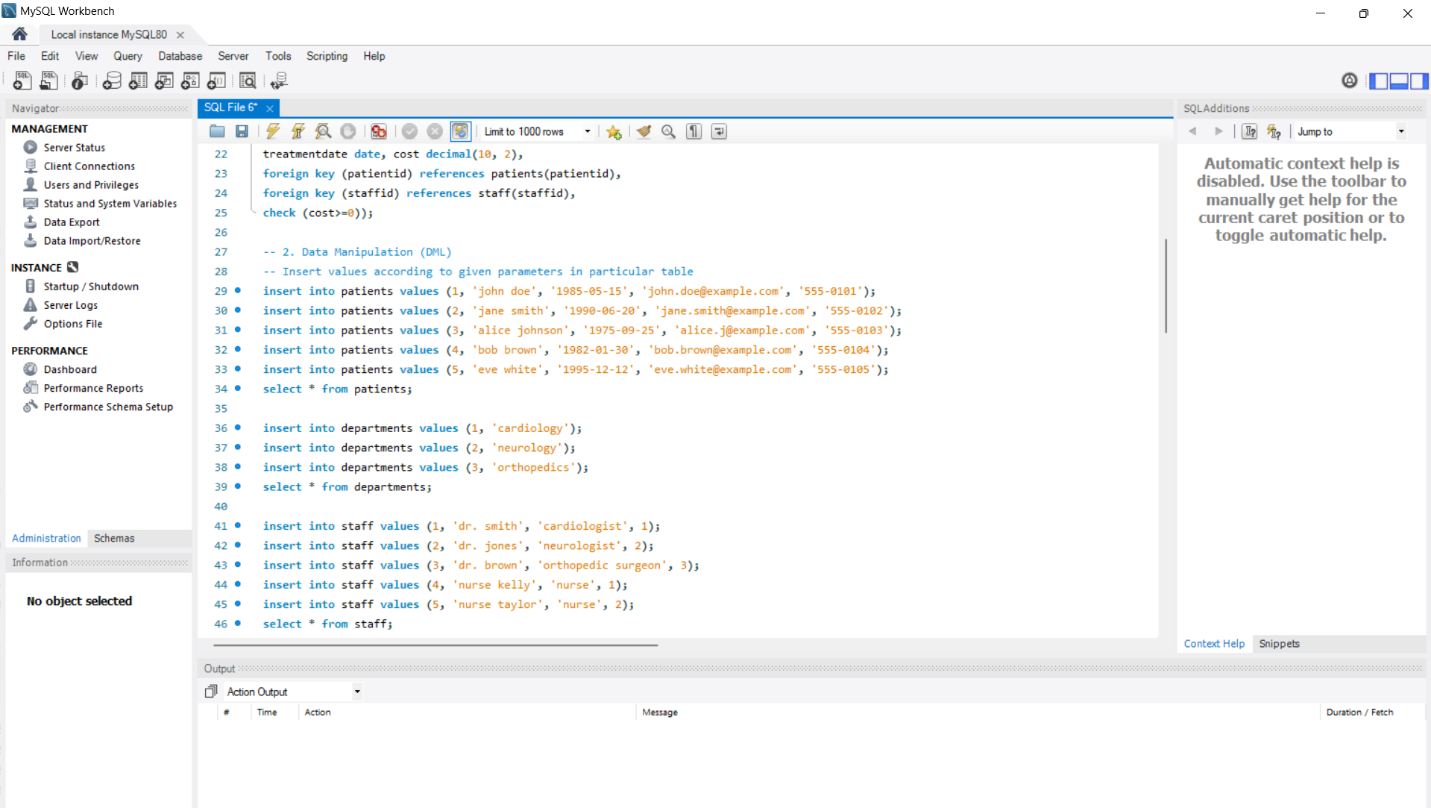 MySQL Workbench
Local instance MySQL80
File Edit View Query Database Server Tools Scripting Help
Navigator
MANAGEMENT
Server Status
Client Connections
Users and Privileges
Status and System Variables
Data Export
Data Import/Restore
INSTANCE
Startup / Shutdown
Server Logs
Options File
PERFORMANCE
Dashboard
Performance Reports
Performance Schema Setup
Administration Schemas
Information
No object selected
SQL File 6*
Limit to 1000 rows
22 treatmentdate date, cost decimal(10, 2),
23 foreign key (patientid) references patients(patientid),
24 foreign key (staffid) references staff(staffid),
25 check (cost>=0));
26
27 -- 2. Data Manipulation (DML)
28 -- Insert values according to given parameters in particular table
29 insert into patients values (1, 'john doe', '1985-05-15', 'john.doe@example.com', '555-0101');
30 insert into patients values (2, 'jane smith', '1990-06-20', 'jane.smith@example.com', '555-0102');
31 insert into patients values (3, 'alice johnson', '1975-09-25', 'alice.j@example.com', '555-0103');
32 insert into patients values (4, 'bob brown', '1982-01-30', 'bob.brown@example.com', '555-0104');
33 insert into patients values (5, 'eve white', '1995-12-12', 'eve.white@example.com', '555-0105');
34 select * from patients;
35
36 insert into departments values (1, 'cardiology');
37 insert into departments values (2, 'neurology');
38 insert into departments values (3, 'orthopedics');
39 select * from departments;
40
41 insert into staff values (1, 'dr. smith', 'cardiologist', 1);
42 insert into staff values (2, 'dr. jones', 'neurologist', 2);
43 insert into staff values (3, 'dr. brown', 'orthopedic surgeon', 3);
44 insert into staff values (4, 'nurse kelly', 'nurse', 1);
45 insert into staff values (5, 'nurse taylor', 'nurse', 2);
46 select * from staff;
SQLAdditions
Jump to
Automatic context help is
disabled. Use the toolbar to
manually get help for the
current caret position or to
toggle automatic help.
Context Help Snippets
Output
Action Output
# Time Action Message Duration / Fetch